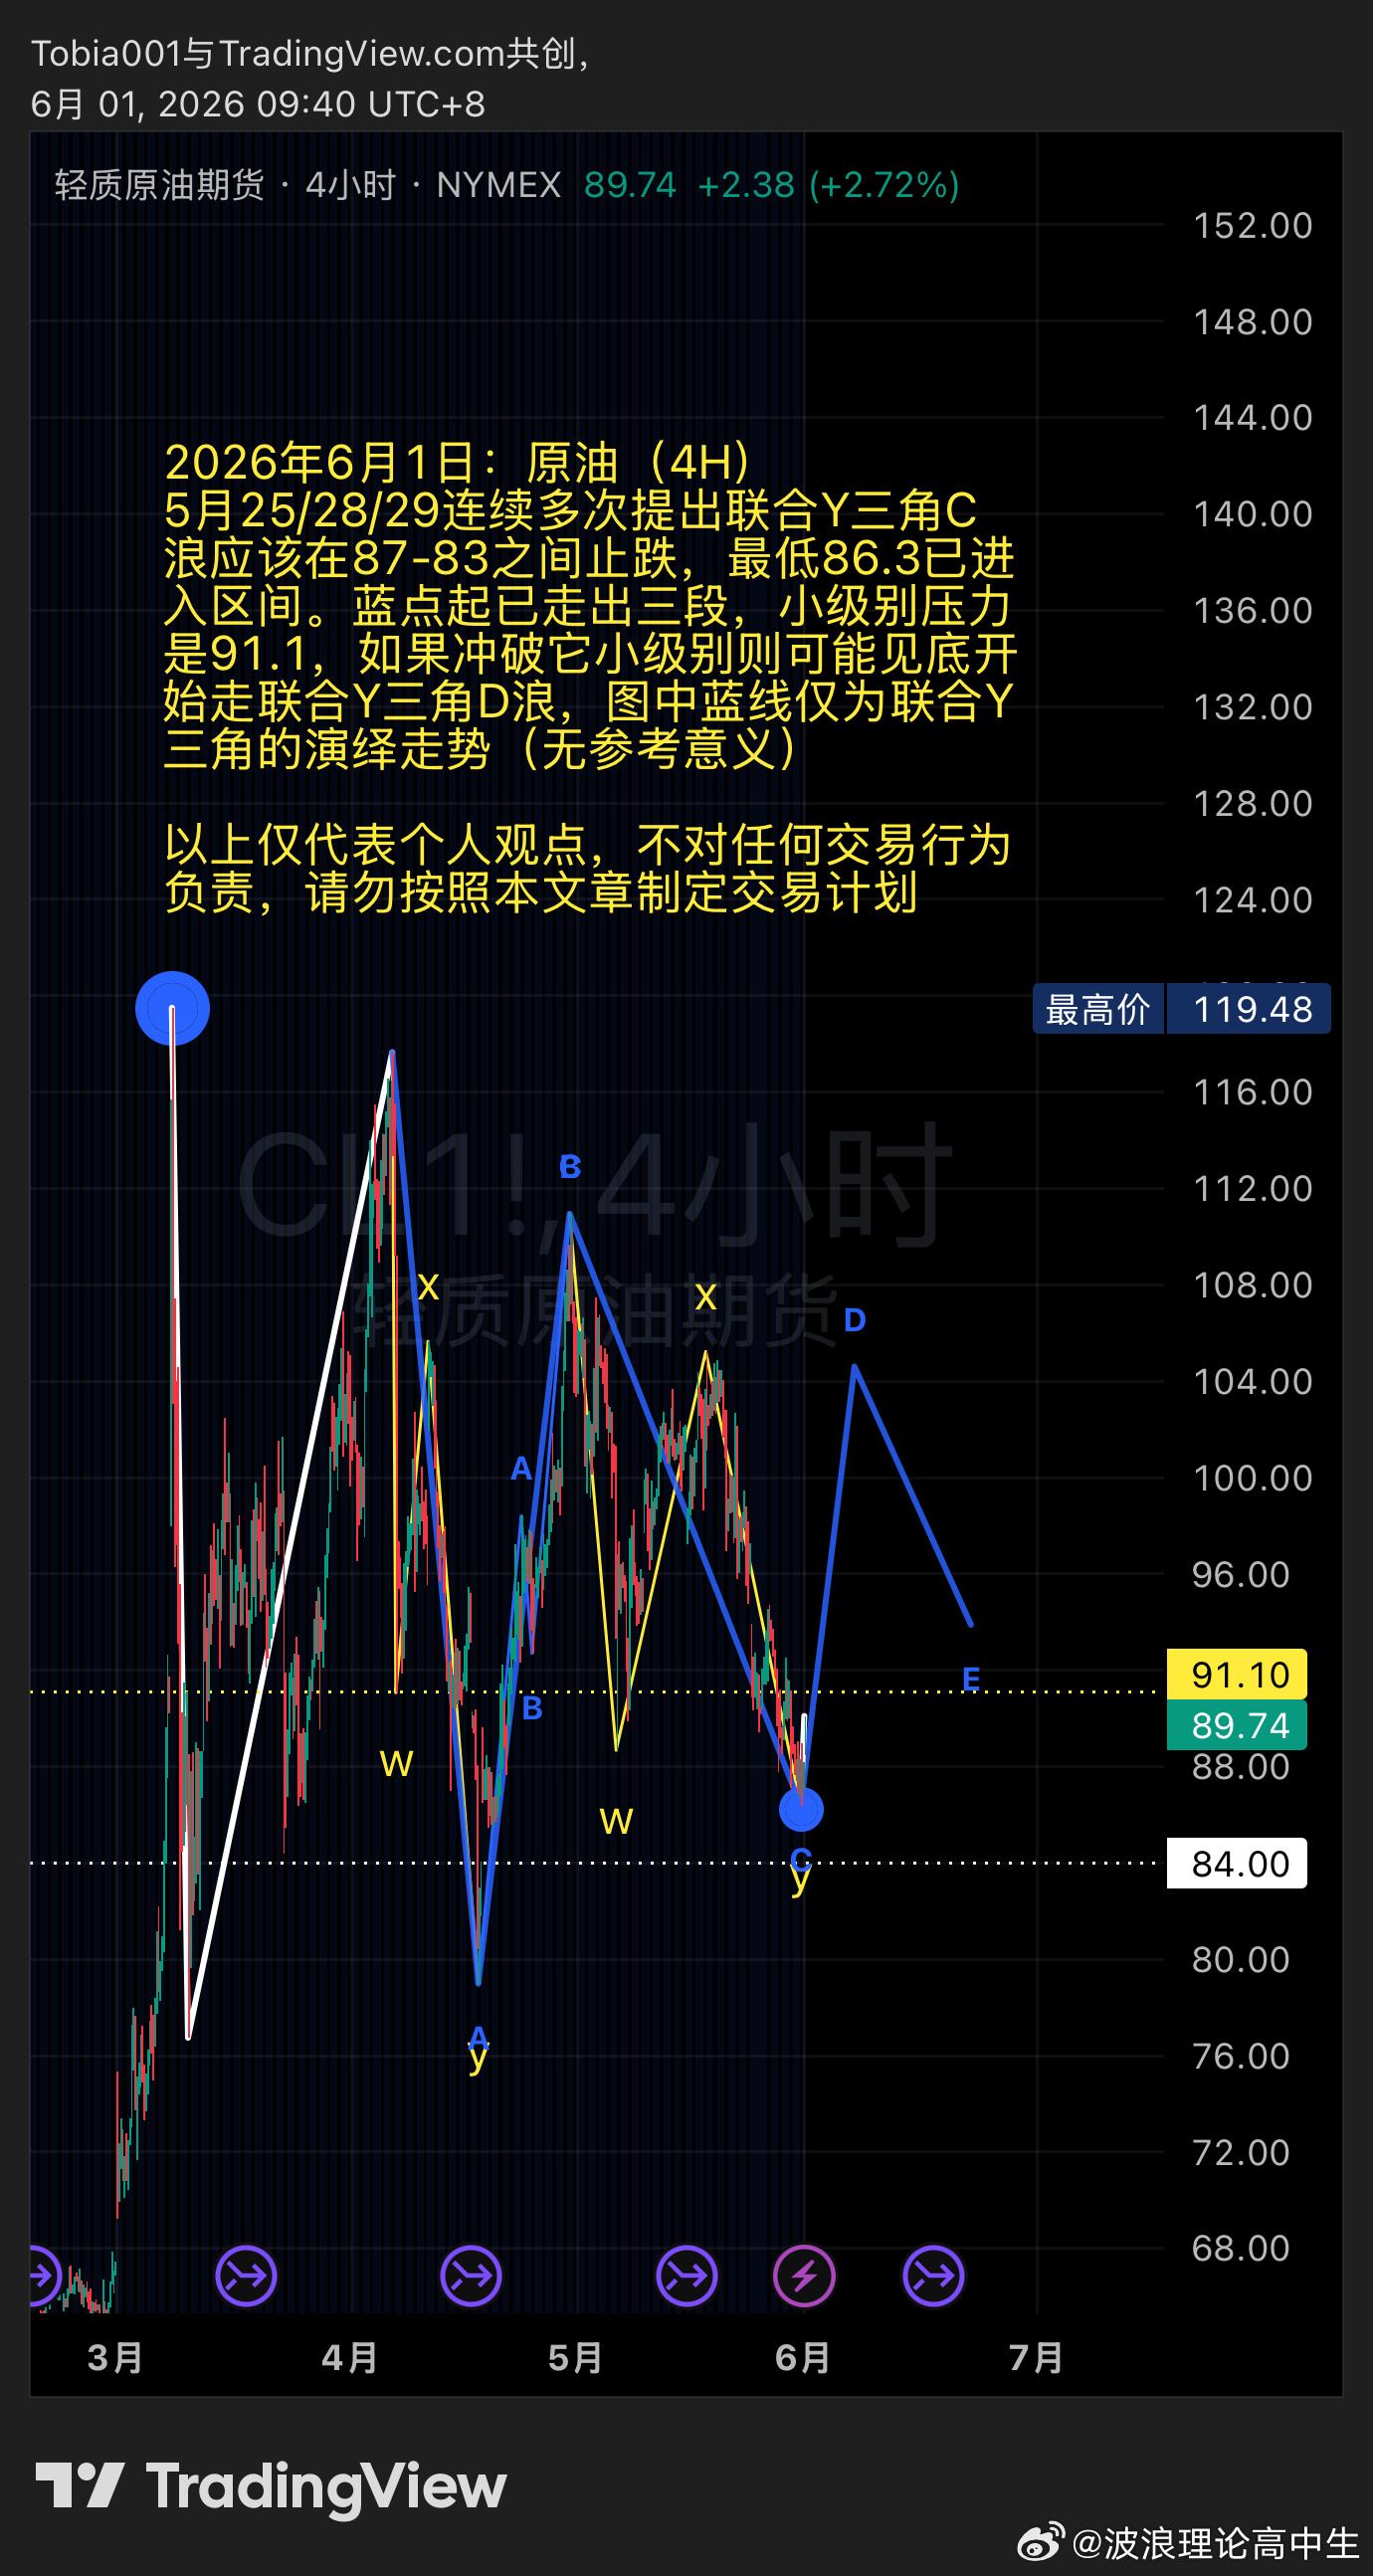 Tobia001与TradingView.com共创，
6月 01, 2026 09:40 UTC+8
轻质原油期货 · 4小时 · NYMEX 89.74 +2.38 (+2.72%)
152.00
148.00
144.00
2026年6月1日：原油（4H）
5月25/28/29连续多次提出联合Y三角C
浪应该在87-83之间止跌，最低86.3已进
入区间。蓝点起已走出三段，小级别压力
是91.1，如果冲破它小级别则可能见底开
始走联合Y三角D浪，图中蓝线仅为联合Y
三角的演绎走势（无参考意义）
以上仅代表个人观点，不对任何交易行为
负责，请勿按照本文章制定交易计划
140.00
136.00
132.00
128.00
124.00
最高价 119.48
116.00
CL1!, 4小时
轻质原油期货
B
112.00
x
x
108.00
D
104.00
A
100.00
96.00
E
91.10
B
89.74
w
88.00
w
C
84.00
y
80.00
A
y
76.00
72.00
68.00
3月 4月 5月 6月 7月
TradingView
@波浪理论高中生